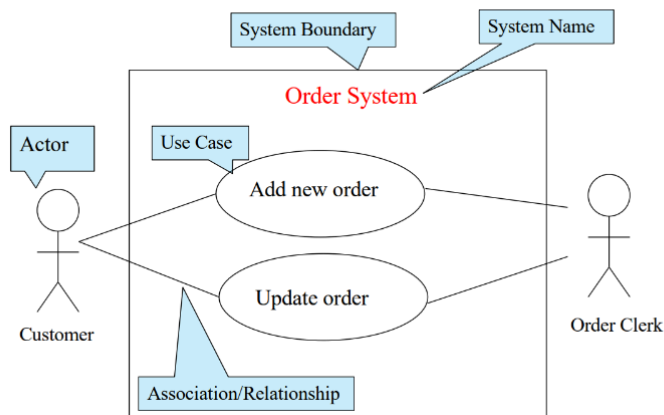 System Boundary
System Name
Order System
Actor
Use Case
Add new order
Update order
Customer
Order Clerk
Association/Relationship